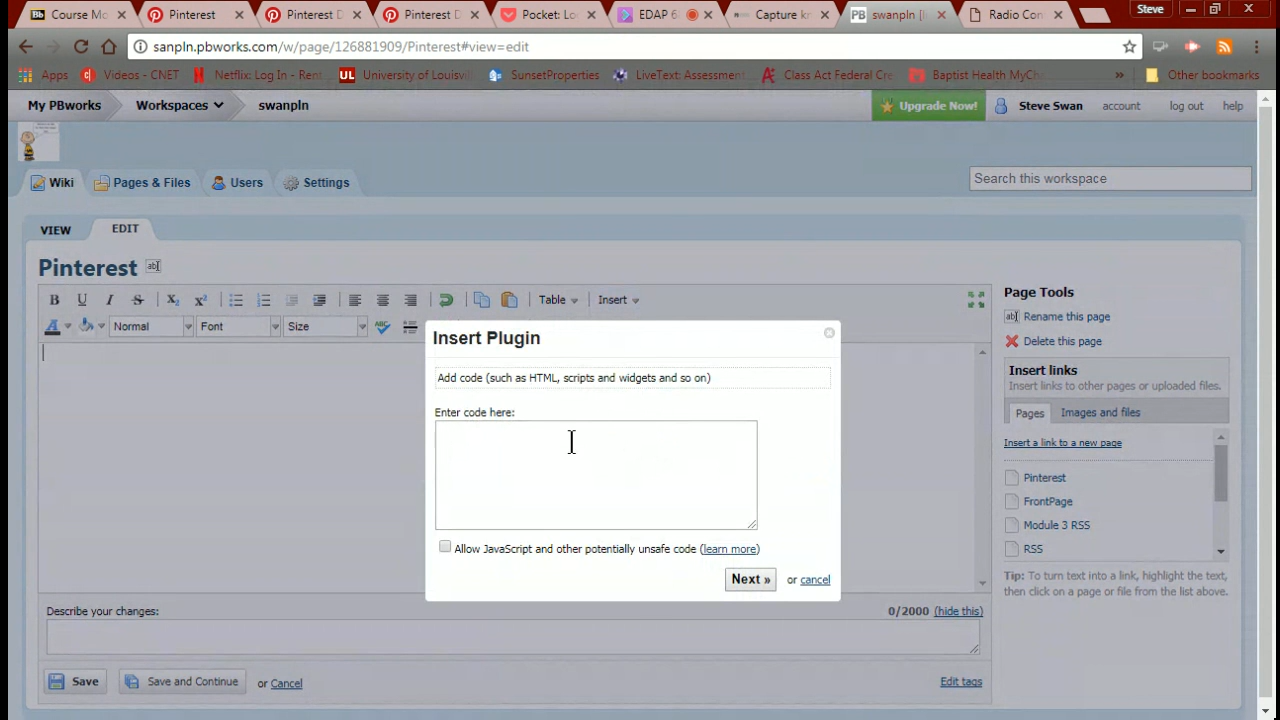 Steve
Course Mo
Pinterest
Pinterest D
Pinterest D
Pocket: Lo
EDAP 6
Capture kr
swanpln [
Radio Con
sanpln.pbworks.com/w/page/126881909/Pinterest#view=edit
Apps Videos - CNET Netflix: Log In - Rent UL University of Louisvil SunsetProperties LiveText: Assessment Class Act Federal Cre Baptist Health MyCh » Other bookmarks
My PBworks Workspaces swanpln Upgrade Now! Steve Swan account log out help
Wiki Pages & Files Users Settings Search this workspace
VIEW EDIT
Pinterest
B U I S X2 X2 Table Insert
A Normal Font Size
Page Tools
Rename this page
Delete this page
Insert links
Insert links to other pages or uploaded files.
Pages Images and files
Insert a link to a new page
Pinterest
FrontPage
Module 3 RSS
RSS
Tip: To turn text into a link, highlight the text,
then click on a page or file from the list above.
Insert Plugin
Add code (such as HTML, scripts and widgets and so on)
Enter code here:
Allow JavaScript and other potentially unsafe code (learn more)
Next » or cancel
Describe your changes: 0/2000 (hide this)
Save Save and Continue or Cancel Edit tags